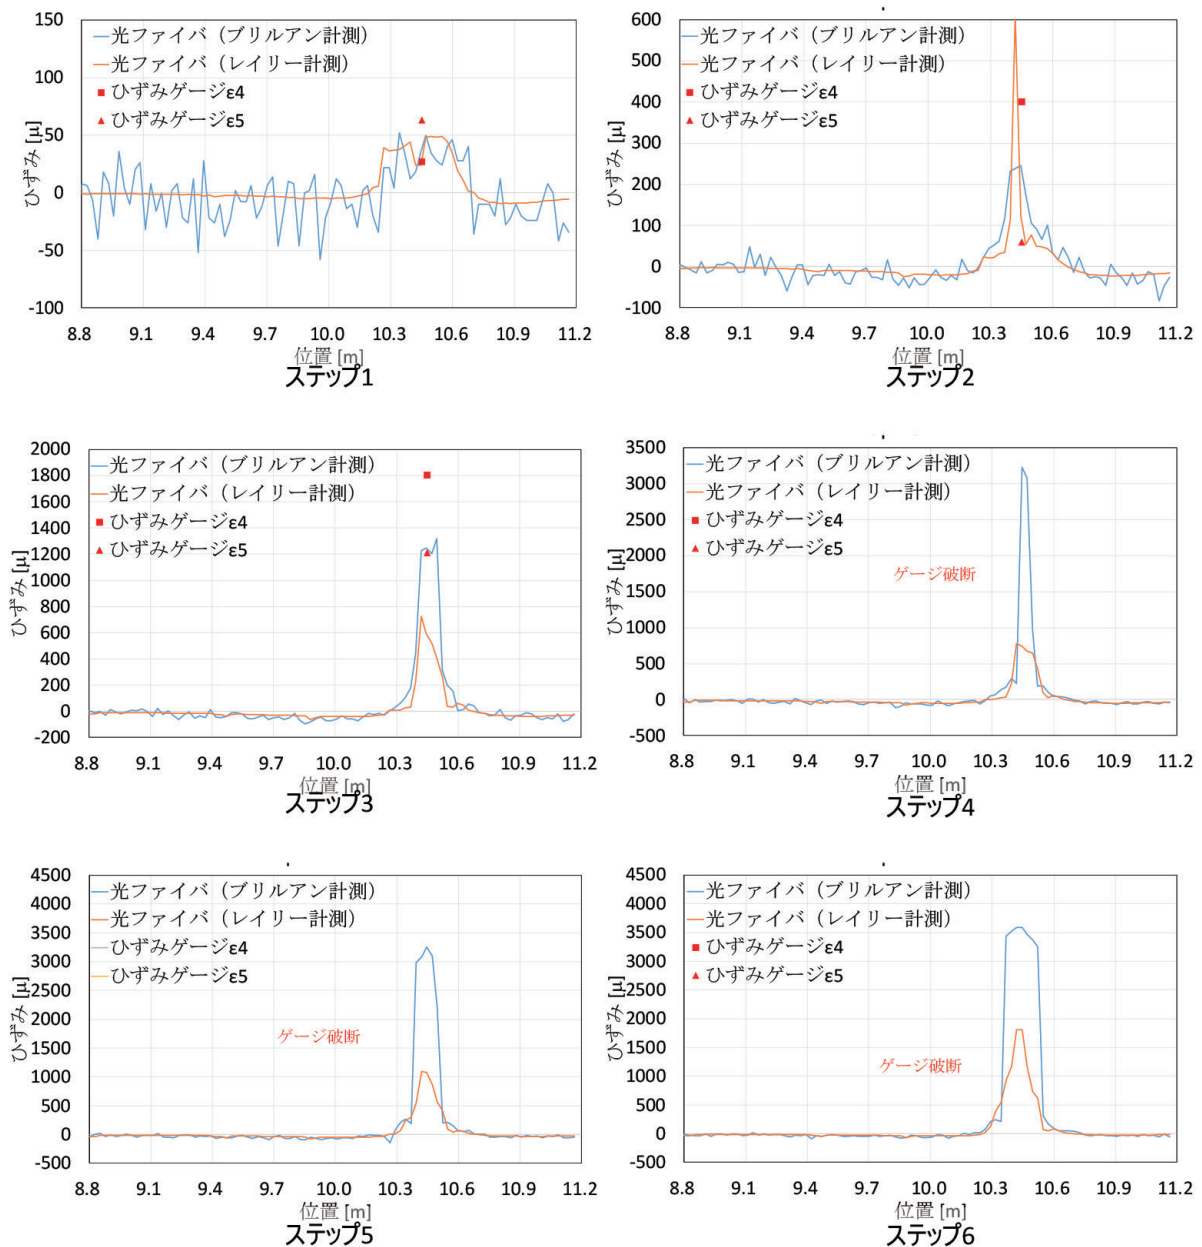 150
100
50
0
-50
-100
光ファイバ（ブリルアン計測）
光ファイバ（レイリー計測）
ひずみゲージε4
ひずみゲージε5
ひずみ [μ]
8.8 9.1 9.4 9.7 10.0 10.3 10.6 10.9 11.2
位置 [m]
ステップ1
600
500
400
300
200
100
0
-100
光ファイバ（ブリルアン計測）
光ファイバ（レイリー計測）
ひずみゲージε4
ひずみゲージε5
ひずみ [μ]
8.8 9.1 9.4 9.7 10.0 10.3 10.6 10.9 11.2
位置 [m]
ステップ2
2000
1800
1600
1400
1200
1000
800
600
400
200
0
-200
光ファイバ（ブリルアン計測）
光ファイバ（レイリー計測）
ひずみゲージε4
ひずみゲージε5
ひずみ [μ]
8.8 9.1 9.4 9.7 10.0 10.3 10.6 10.9 11.2
位置 [m]
ステップ3
3500
3000
2500
2000
1500
1000
500
0
-500
光ファイバ（ブリルアン計測）
光ファイバ（レイリー計測）
ひずみゲージε4
ひずみゲージε5
ゲージ破断
ひずみ [μ]
8.8 9.1 9.4 9.7 10.0 10.3 10.6 10.9 11.2
位置 [m]
ステップ4
4500
4000
3500
3000
2500
2000
1500
1000
500
0
-500
光ファイバ（ブリルアン計測）
光ファイバ（レイリー計測）
ひずみゲージε4
ひずみゲージε5
ゲージ破断
ひずみ [μ]
8.8 9.1 9.4 9.7 10.0 10.3 10.6 10.9 11.2
位置 [m]
ステップ5
4500
4000
3500
3000
2500
2000
1500
1000
500
0
-500
光ファイバ（ブリルアン計測）
光ファイバ（レイリー計測）
ひずみゲージε4
ひずみゲージε5
ゲージ破断
ひずみ [μ]
8.8 9.1 9.4 9.7 10.0 10.3 10.6 10.9 11.2
位置 [m]
ステップ6